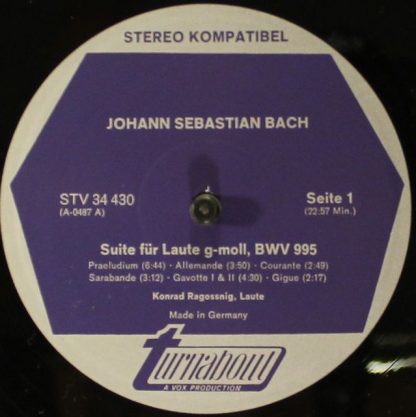 STEREO KOMPATIBEL
JOHANN SEBASTIAN BACH
STV 34 430
(A-0487 A)
Seite 1
(22:57 Min.)
Suite für Laute g-moll, BWV 995
Praeludium (6:44) · Allemande (3:50) · Courante (2:49)
Sarabande (3:12) · Gavotte I & II (4:30) · Gigue (2:17)
Konrad Ragossnig, Laute
Made in Germany
turnabout
A VOX PRODUCTION